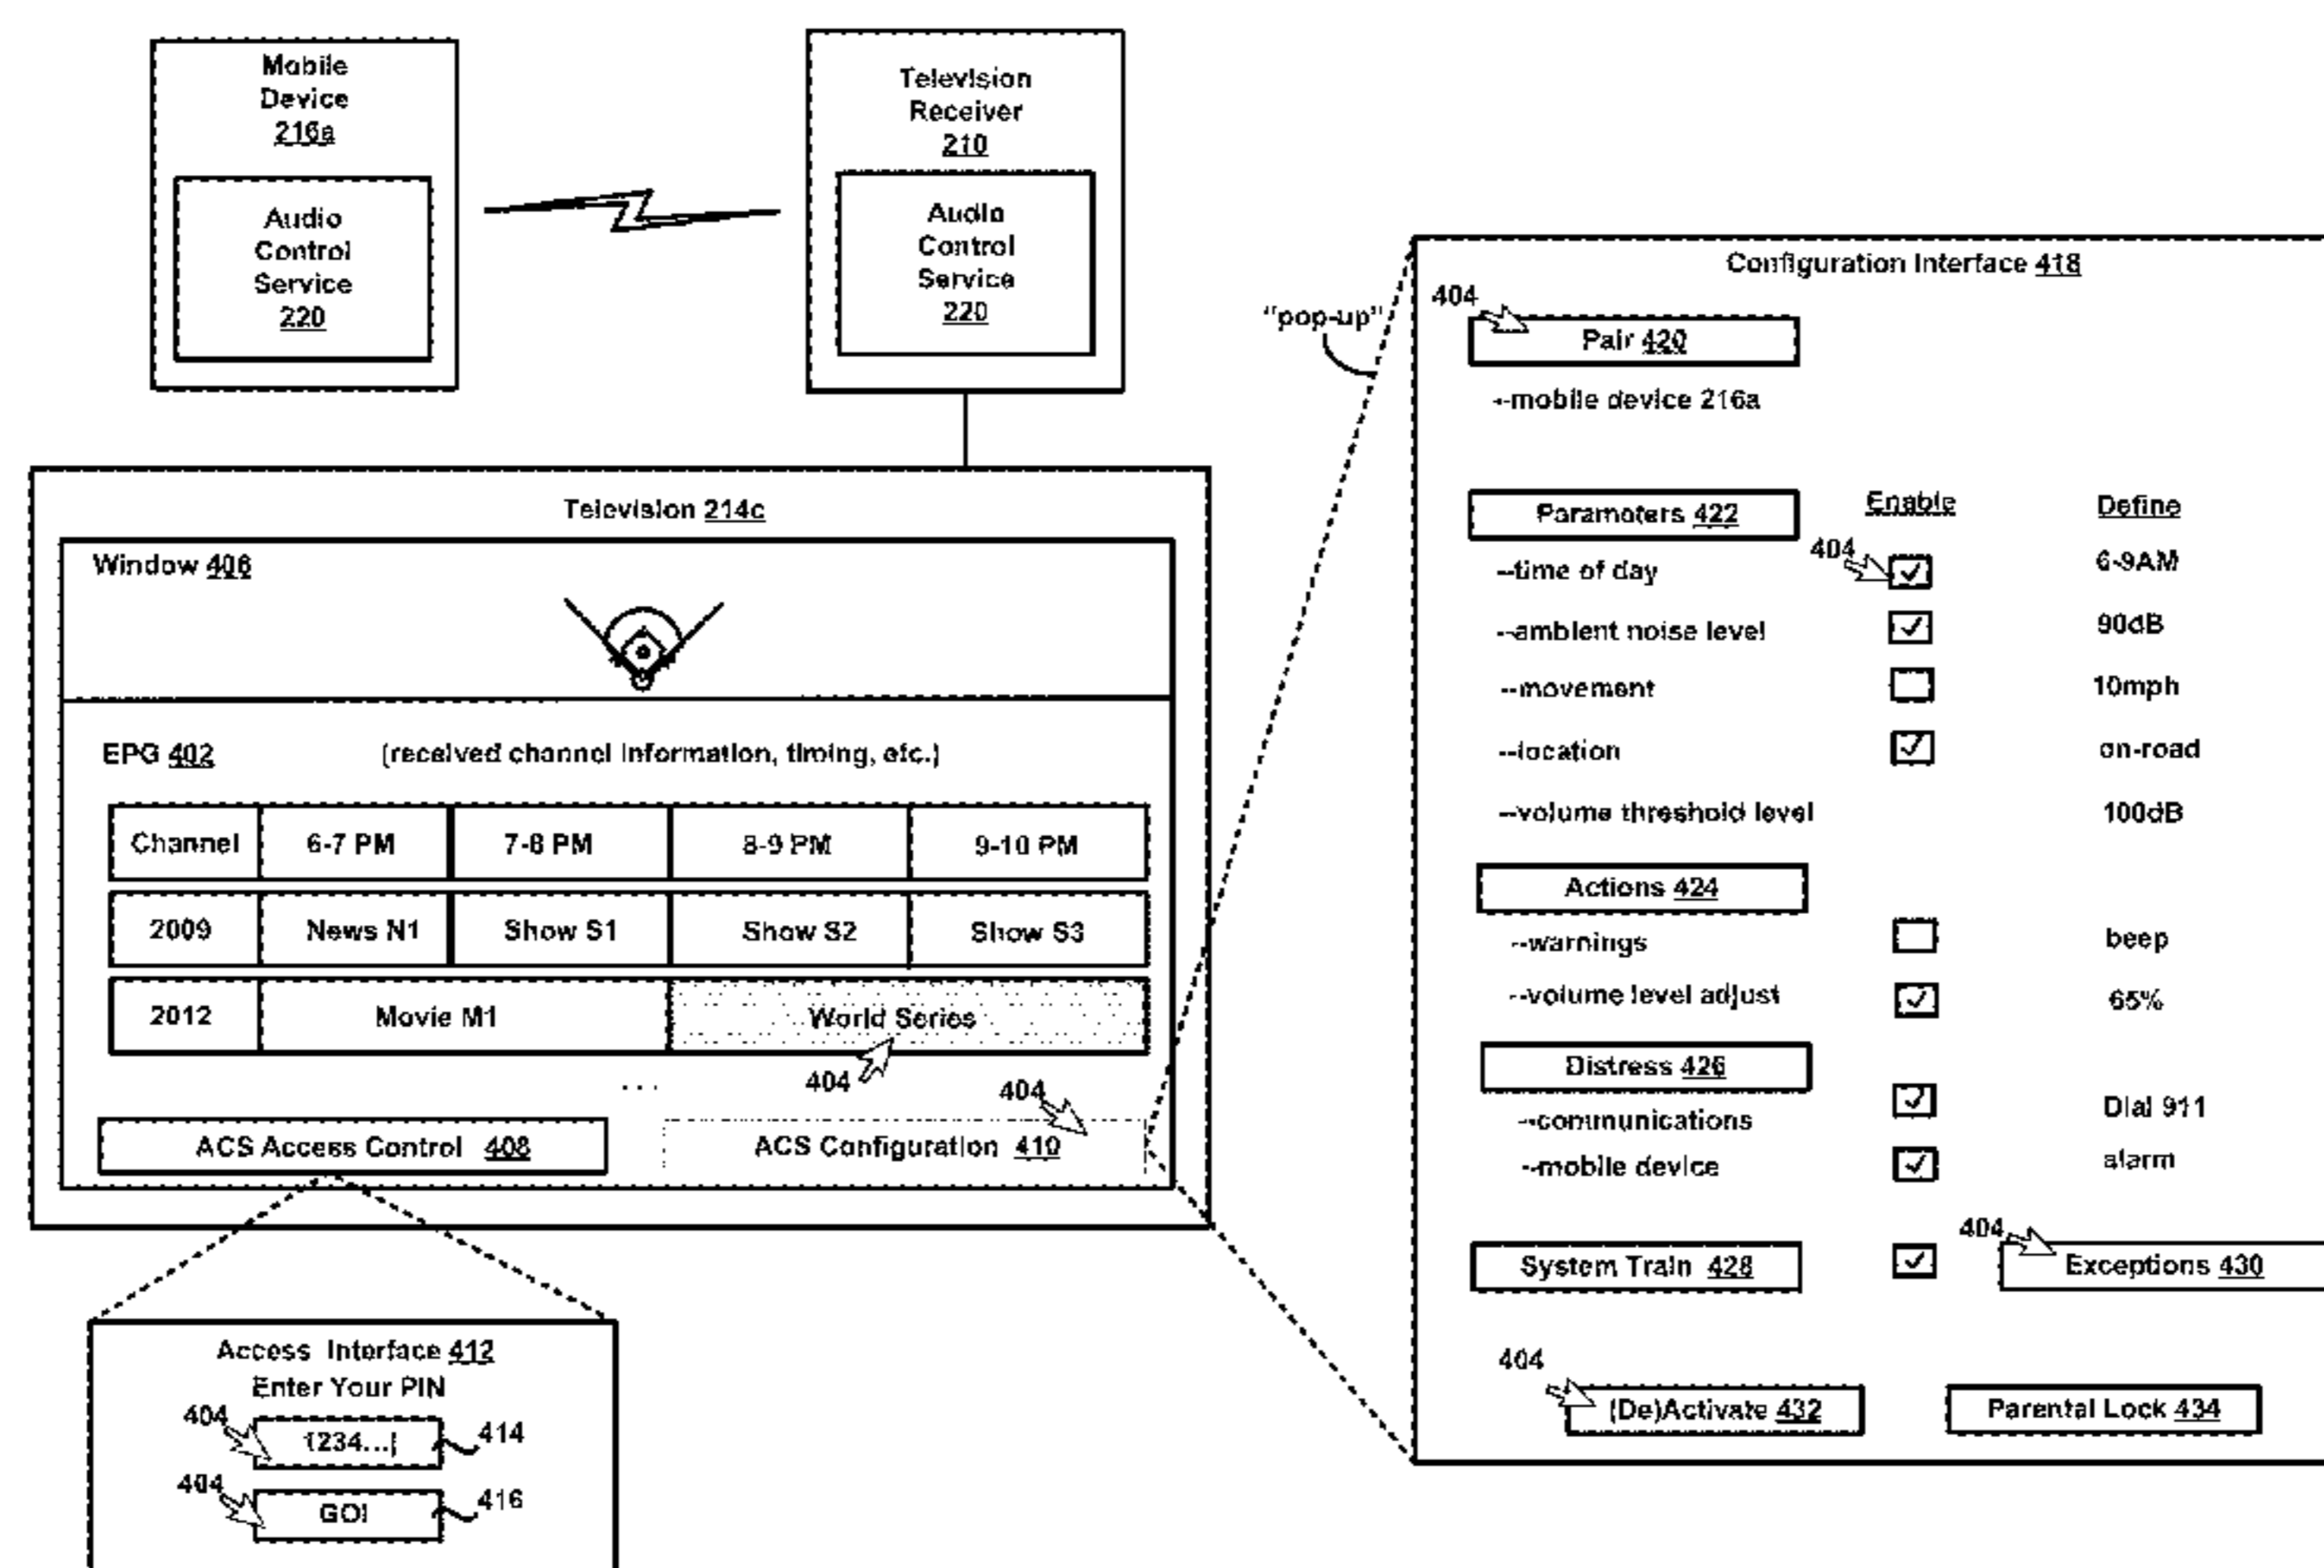 Mobile
Device
216a
Audio
Control
Service
220
Television
Receiver
210
Audio
Control
Service
220
Television 214c
Window 406
EPG 402 (received channel information, timing, etc.)
Channel 6-7 PM 7-8 PM 8-9 PM 9-10 PM
2009 News N1 Show S1 Show S2 Show S3
2012 Movie M1 World Series
404
...
404
ACS Access Control 408 ACS Configuration 410
Access Interface 412
Enter Your PIN
404
1234...| 414
404
GO! 416
"pop-up"
Configuration Interface 418
404
Pair 420
--mobile device 216a
Parameters 422 Enable Define
404
--time of day 6-9AM
--ambient noise level 90dB
--movement 10mph
--location on-road
--volume threshold level 100dB
Actions 424
--warnings beep
--volume level adjust 65%
Distress 426
--communications Dial 911
--mobile device alarm
404
System Train 428 Exceptions 430
404
(De)Activate 432 Parental Lock 434